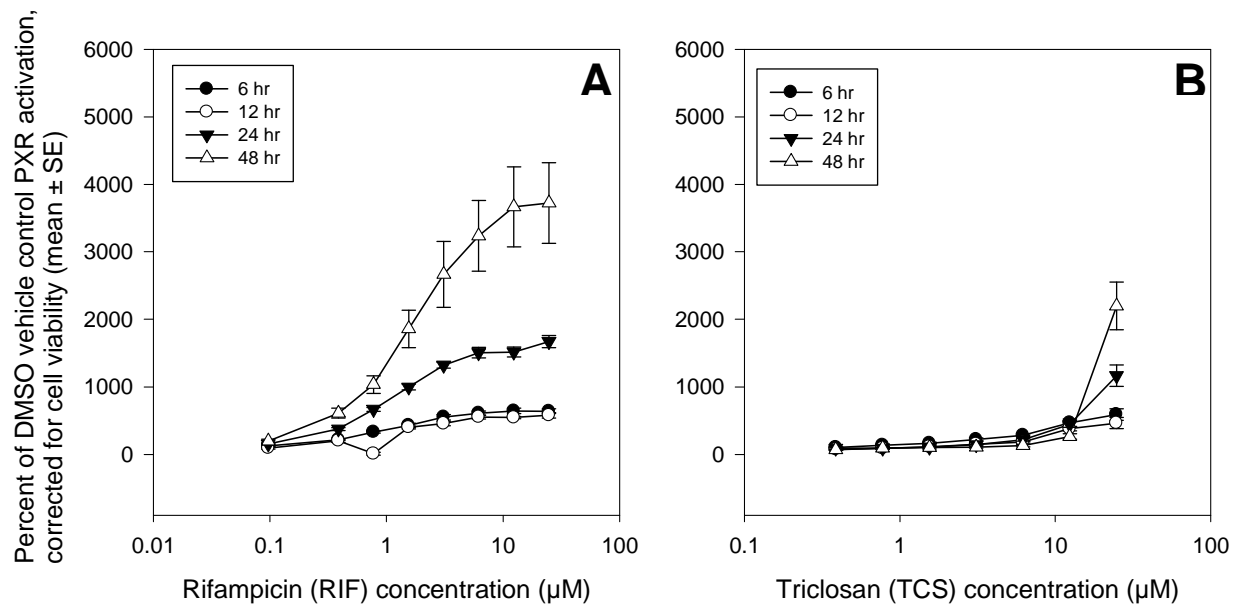 Percent of DMSO vehicle control PXR activation,
corrected for cell viability (mean ± SE)
6000
5000
4000
3000
2000
1000
0
6 hr
12 hr
24 hr
48 hr
A
0.01
0.1
1
10
100
Rifampicin (RIF) concentration (µM)
6000
5000
4000
3000
2000
1000
0
6 hr
12 hr
24 hr
48 hr
B
0.1
1
10
100
Triclosan (TCS) concentration (µM)